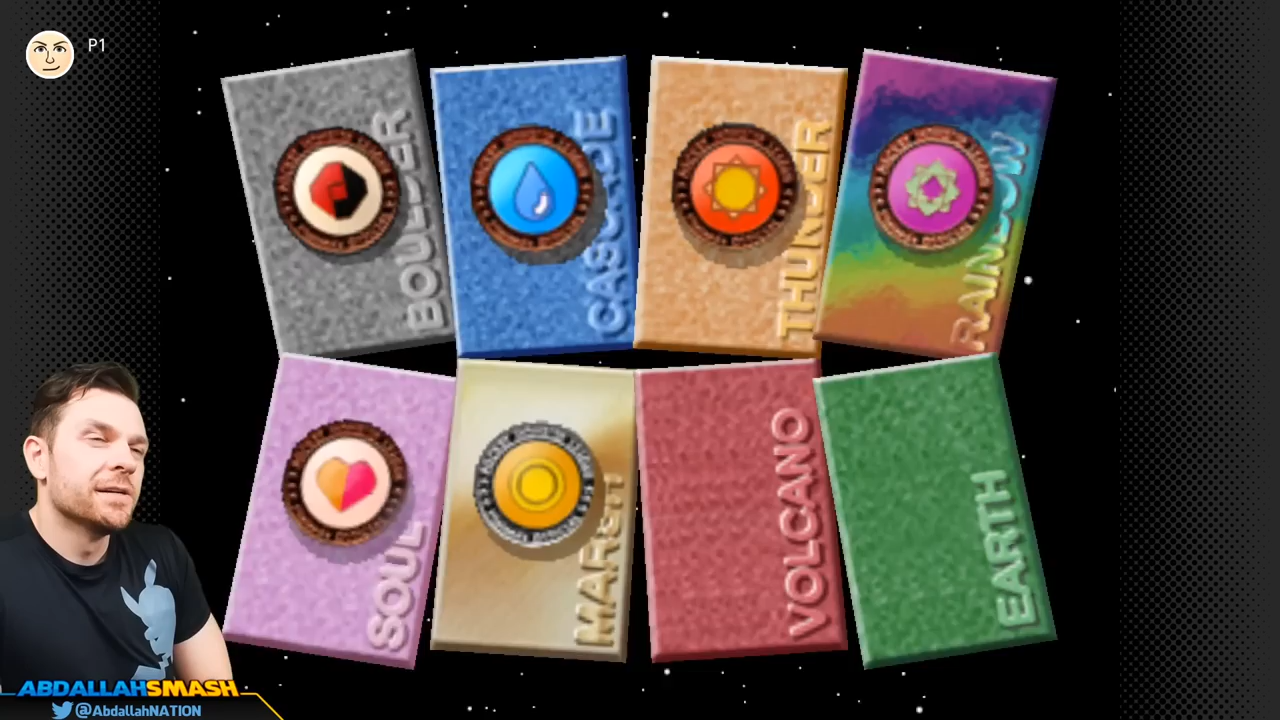 P1
BOULDER
CASCADE
THUNDER
RAINBOW
SOUL
MARSH
VOLCANO
EARTH
ABDALLAHSMASH
@AbdallahNATION